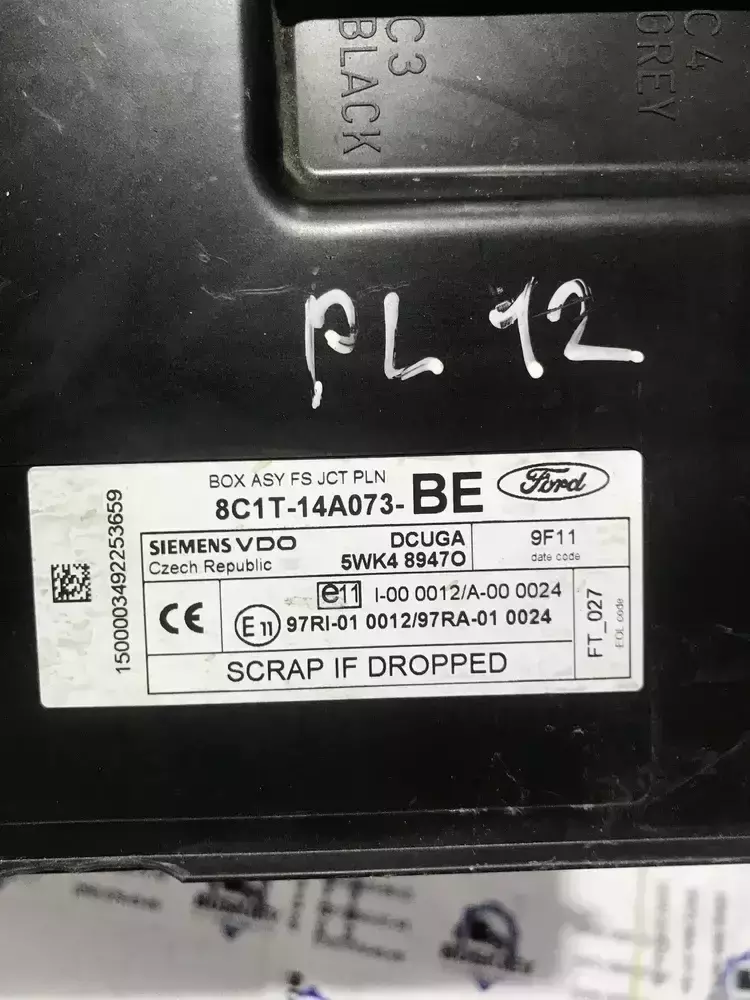 C3
BLACK
C4
GREY
PL 12
BOX ASY FS JCT PLN
8C1T-14A073-BE
Ford
SIEMENS VDO
Czech Republic
DCUGA
5WK4 8947O
9F11
date code
1500003492253659
CE
e11 I-00 0012/A-00 0024
E11 97RI-01 0012/97RA-01 0024
FT_027
EOL code
SCRAP IF DROPPED